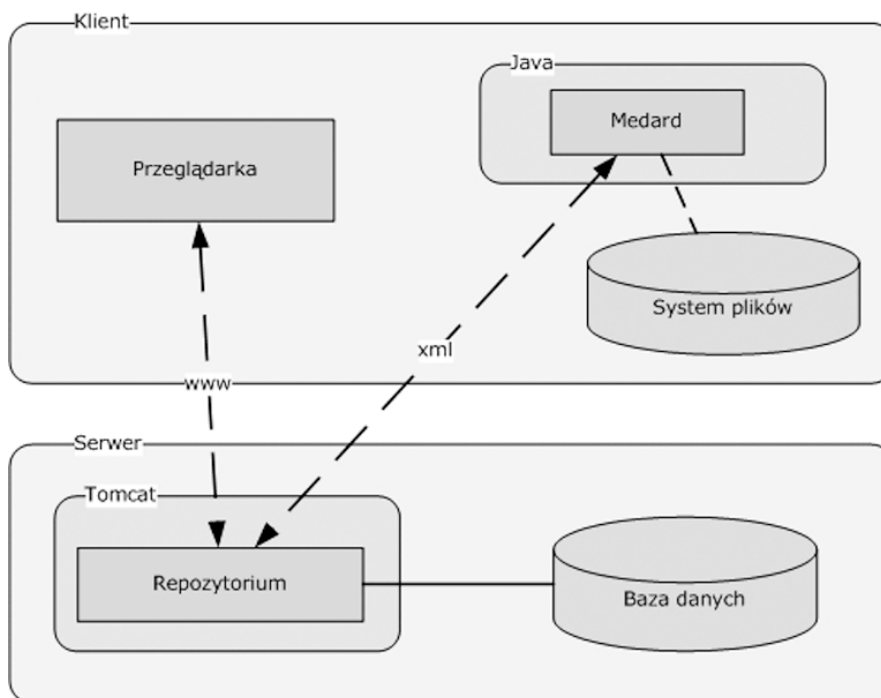 Klient
Java
Medard
Przeglądarka
System plików
xml
www
Serwer
Tomcat
Repozytorium
Baza danych